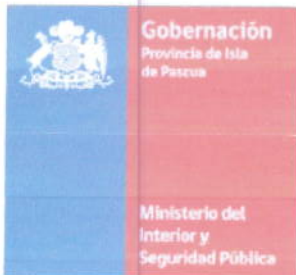 Gobernación
Provincia de Isla
de Pascua
Ministerio del
Interior y
Seguridad Pública